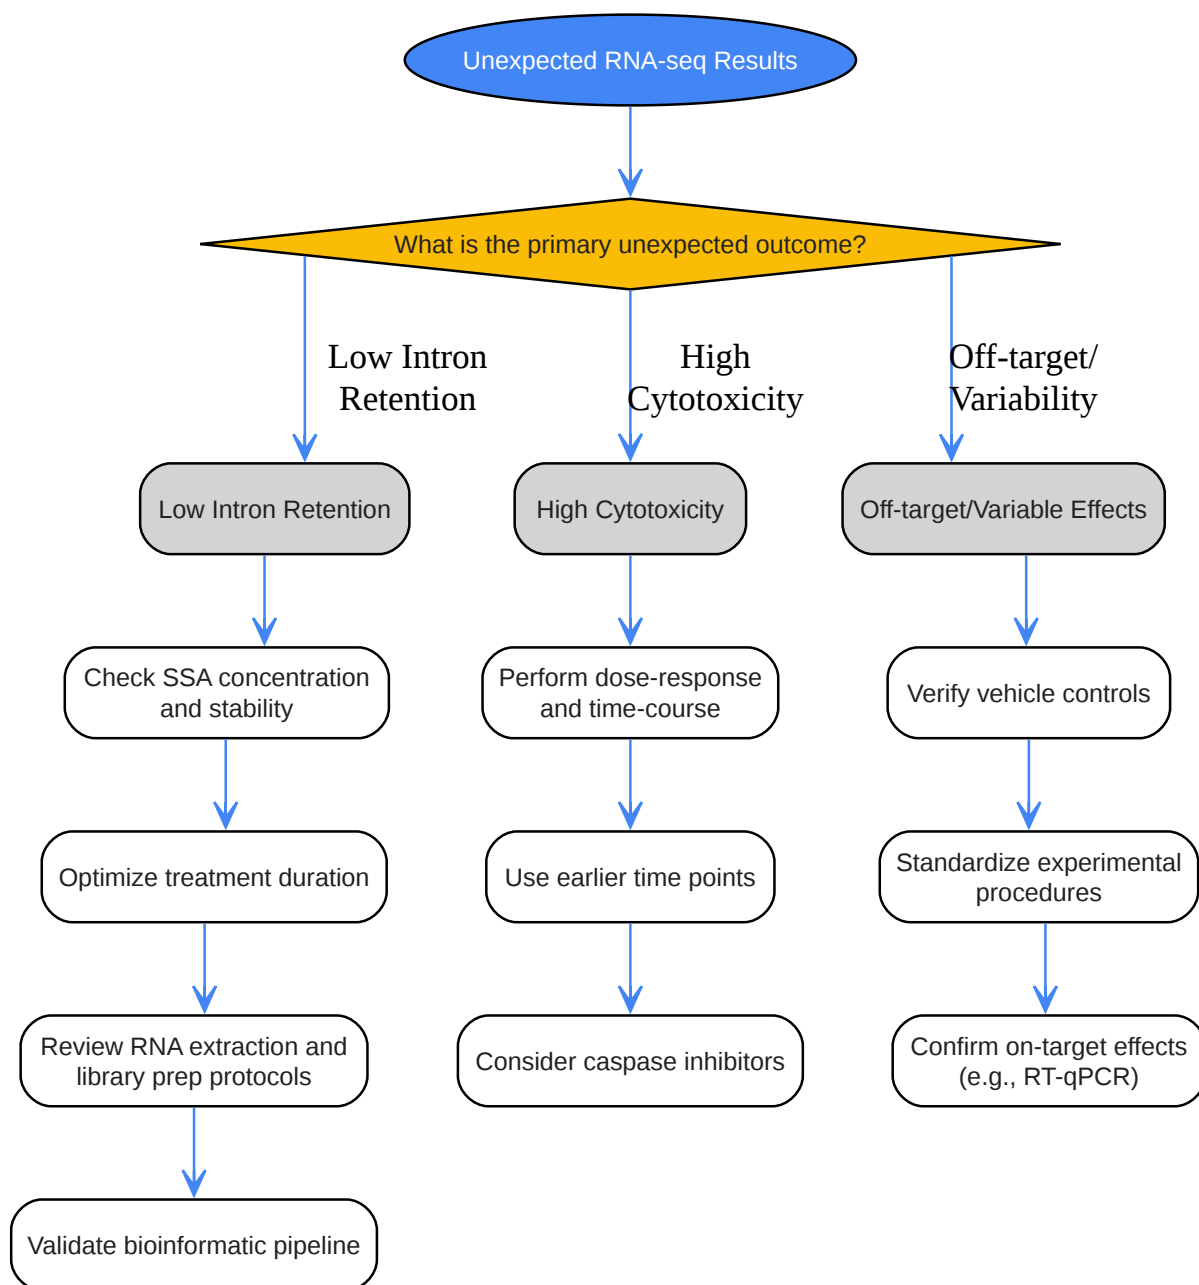 Unexpected RNA-seq Results
What is the primary unexpected outcome?
Low Intron
Retention
High
Cytotoxicity
Off-target/
Variability
Low Intron Retention
High Cytotoxicity
Off-target/Variable Effects
Check SSA concentration
and stability
Perform dose-response
and time-course
Verify vehicle controls
Optimize treatment duration
Use earlier time points
Standardize experimental
procedures
Review RNA extraction and
library prep protocols
Consider caspase inhibitors
Confirm on-target effects
(e.g., RT-qPCR)
Validate bioinformatic pipeline